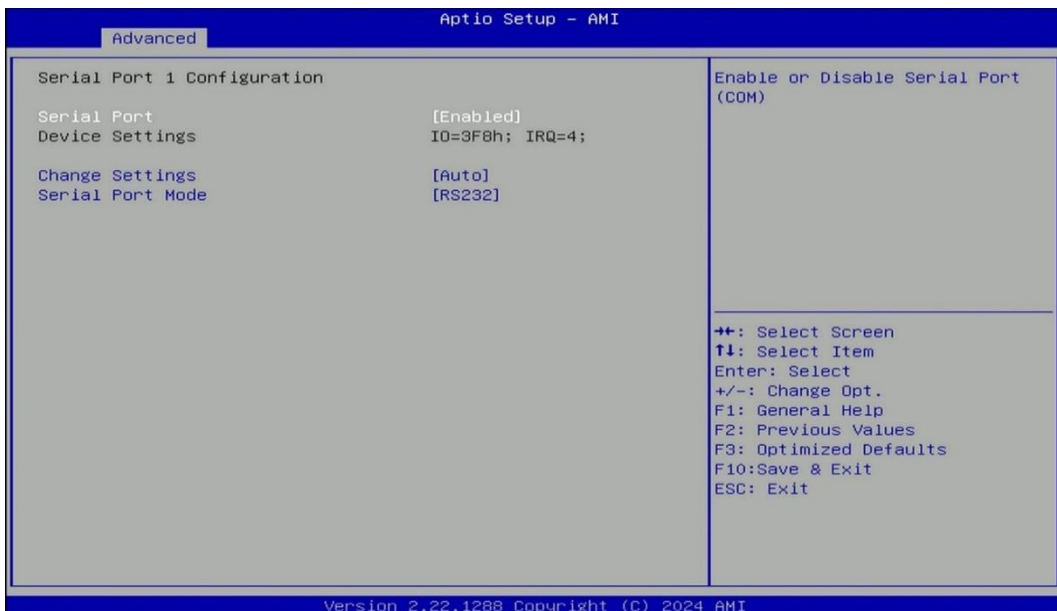 Aptio Setup – AMI
Advanced
Serial Port 1 Configuration
Serial Port [Enabled]
Device Settings IO=3F8h; IRQ=4;
Change Settings [Auto]
Serial Port Mode [RS232]
Enable or Disable Serial Port
(COM)
→←: Select Screen
↑↓: Select Item
Enter: Select
+/-: Change Opt.
F1: General Help
F2: Previous Values
F3: Optimized Defaults
F10:Save & Exit
ESC: Exit
Version 2.22.1288 Copyright (C) 2024 AMI